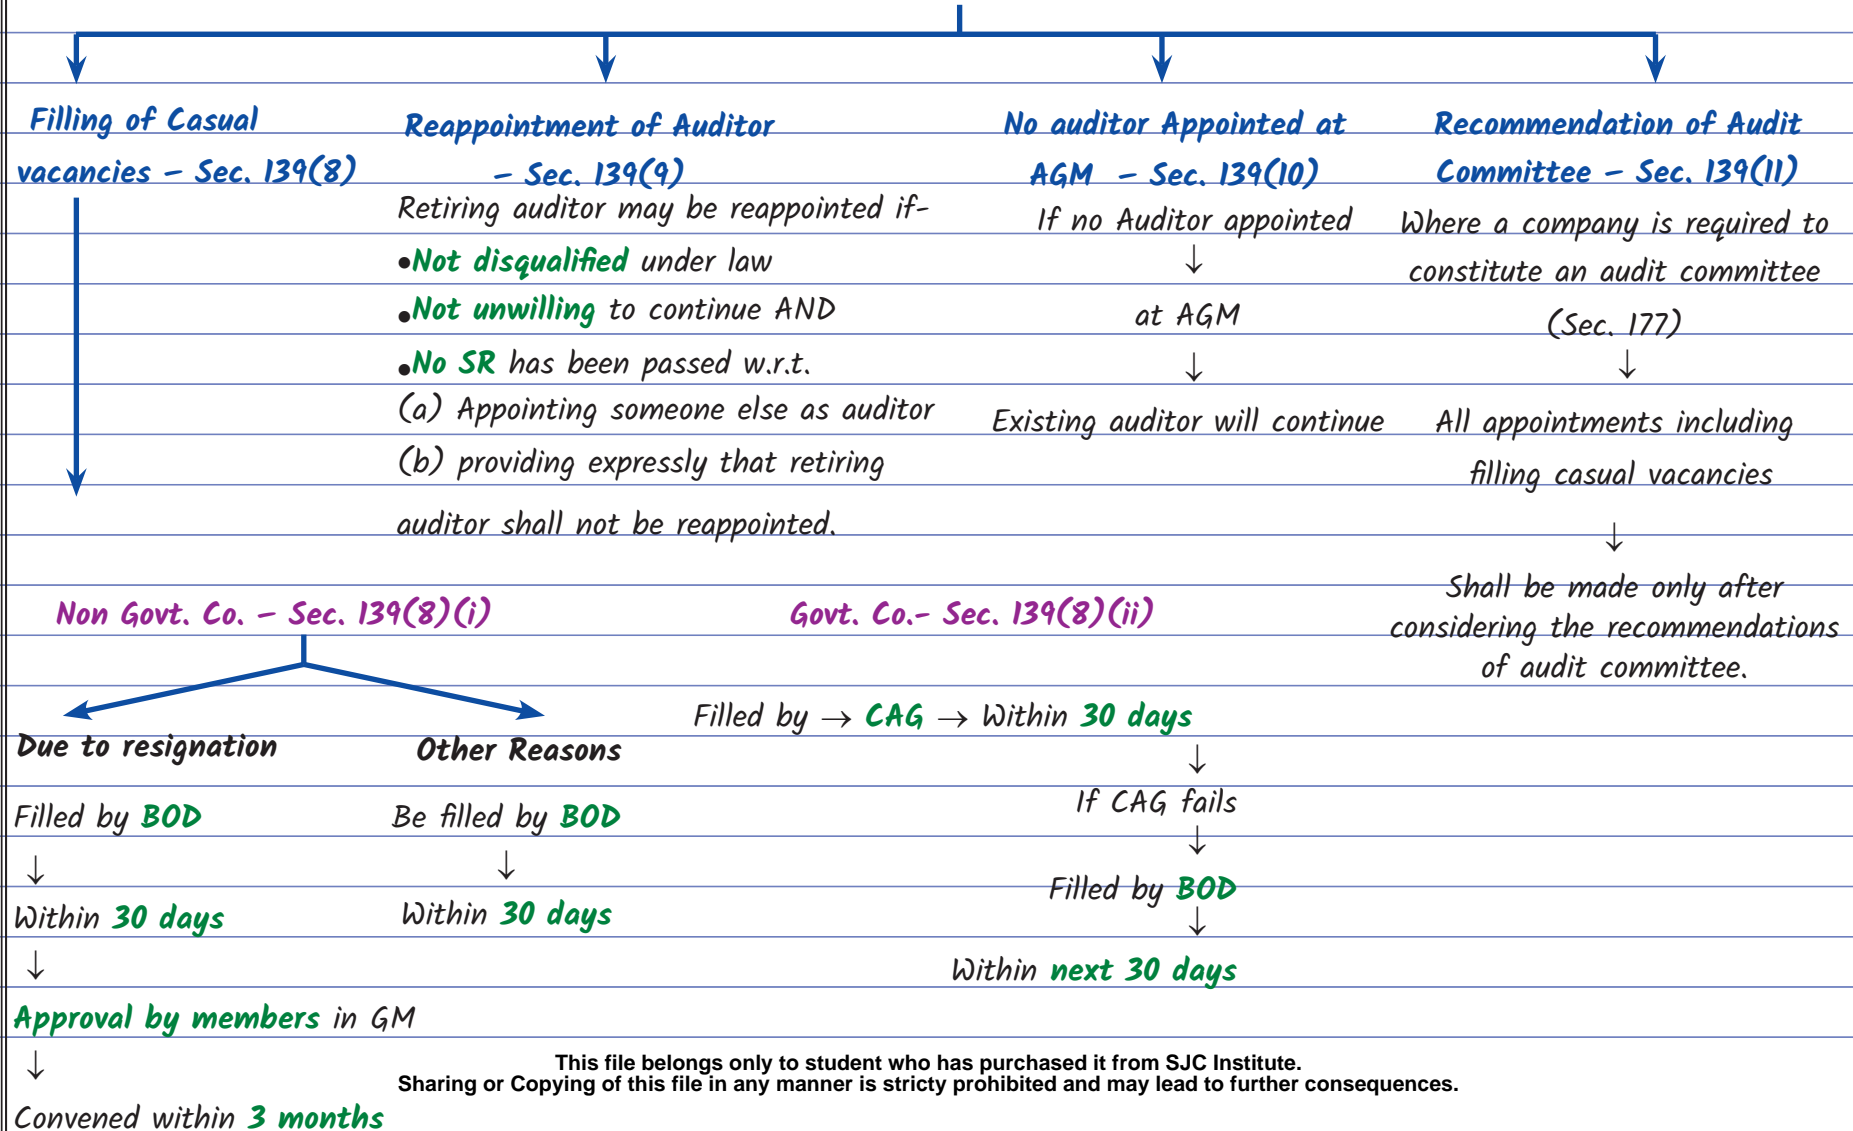 Filling of Casual
vacancies – Sec. 139(8)
Reappointment of Auditor
– Sec. 139(9)
Retiring auditor may be reappointed if-
•Not disqualified under law
•Not unwilling to continue AND
•No SR has been passed w.r.t.
(a) Appointing someone else as auditor
(b) providing expressly that retiring
auditor shall not be reappointed.
No auditor Appointed at
AGM – Sec. 139(10)
If no Auditor appointed
↓
at AGM
↓
Existing auditor will continue
Recommendation of Audit
Committee – Sec. 139(11)
Where a company is required to
constitute an audit committee
(Sec. 177)
↓
All appointments including
filling casual vacancies
↓
Shall be made only after
considering the recommendations
of audit committee.
Non Govt. Co. – Sec. 139(8)(i)
Due to resignation
Filled by BOD
↓
Within 30 days
↓
Approval by members in GM
↓
Convened within 3 months
Other Reasons
Be filled by BOD
↓
Within 30 days
Govt. Co.- Sec. 139(8)(ii)
Filled by → CAG → Within 30 days
↓
If CAG fails
↓
Filled by BOD
↓
Within next 30 days
This file belongs only to student who has purchased it from SJC Institute.
Sharing or Copying of this file in any manner is stricty prohibited and may lead to further consequences.